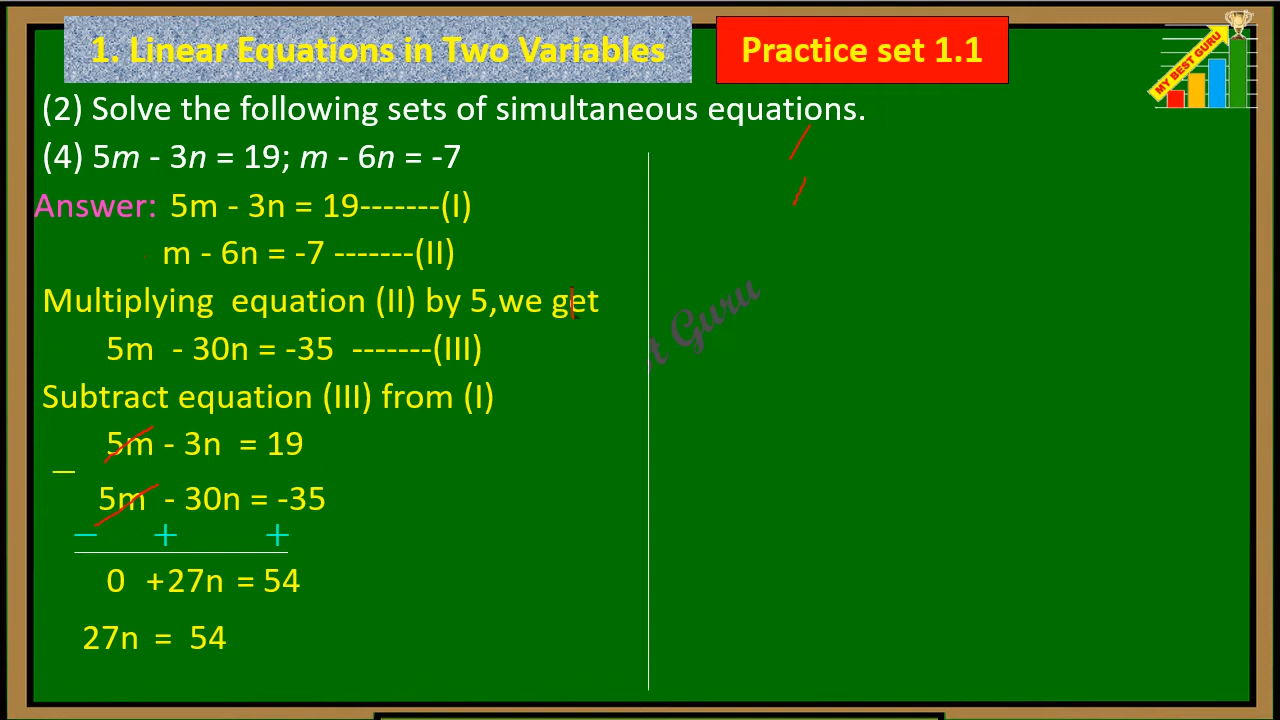 1. Linear Equations in Two Variables
Practice set 1.1
MY BEST GURU
(2) Solve the following sets of simultaneous equations.
(4) 5m - 3n = 19; m - 6n = -7
Answer: 5m - 3n = 19-------(I)
m - 6n = -7 -------(II)
Multiplying equation (II) by 5,we get
5m - 30n = -35 -------(III)
Subtract equation (III) from (I)
5m - 3n = 19
–
5m - 30n = -35
– + +
0 +27n = 54
27n = 54
t Guru